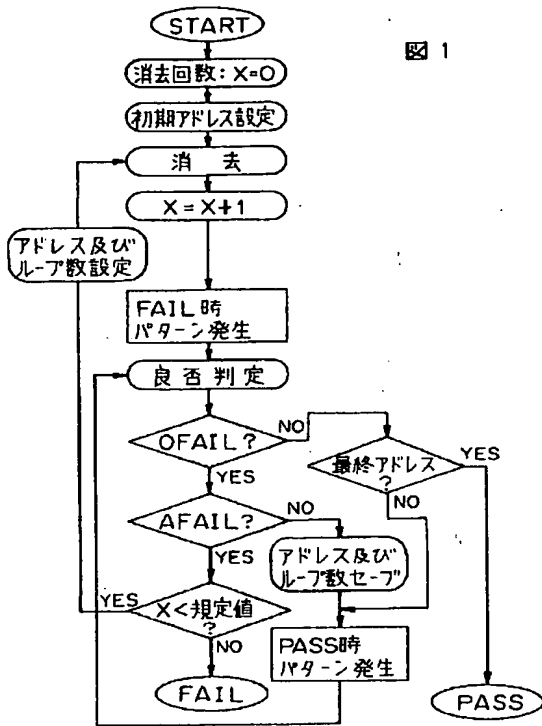 START
図 1
消去回数:X=0
初期アドレス設定
消 去
X = X+1
アドレス及び
ループ数設定
FAIL時
パターン発生
良 否 判 定
OFAIL?
NO
YES
最終アドレス
?
YES
NO
AFAIL?
NO
YES
アドレス及び
ループ数セーブ
YES
X<規定値
?
NO
PASS時
パターン発生
FAIL
PASS